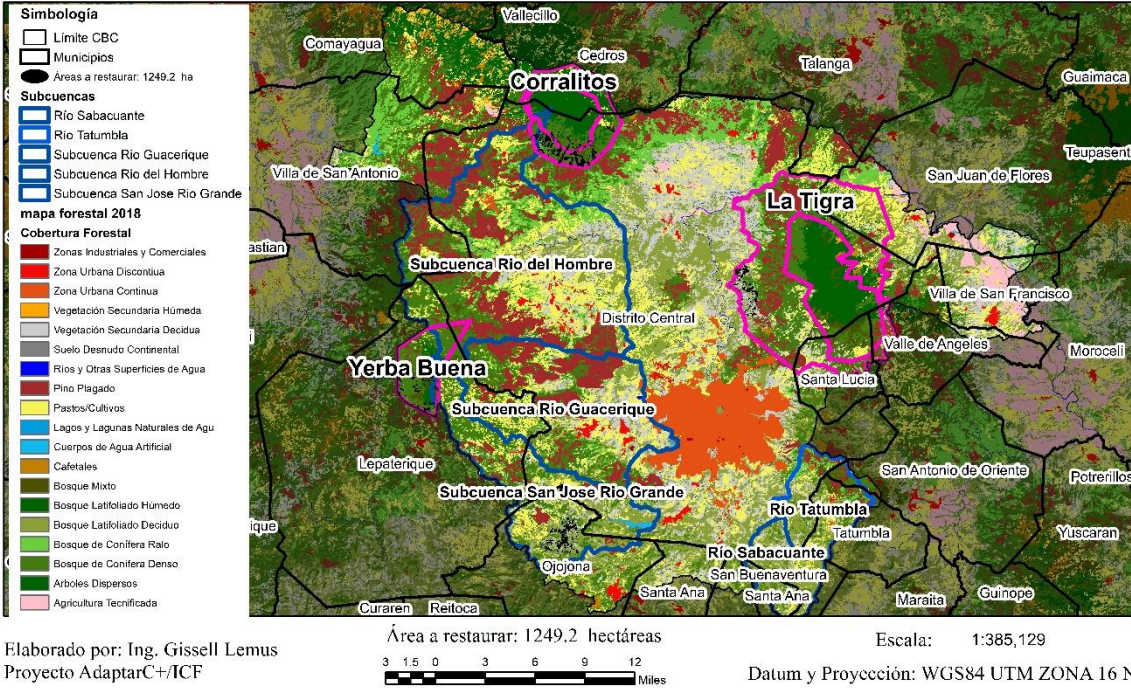 Simbología
Límite CBC
Municipios
Áreas a restaurar: 1249.2 ha
Subcuencas
Río Sabacuante
Río Tatumbla
Subcuenca Rio Guacerique
Subcuenca Rio del Hombre
Subcuenca San Jose Rio Grande
mapa forestal 2018
Cobertura Forestal
Zonas Industriales y Comerciales
Zona Urbana Discontiua
Zona Urbana Continua
Vegetación Secundaria Húmeda
Vegetación Secundaria Decidua
Suelo Desnudo Continental
Rios y Otras Superficies de Agua
Pino Plagado
Pastos/Cultivos
Lagos y Lagunas Naturales de Agu
Cuerpos de Agua Artificial
Cafetales
Bosque Mixto
Bosque Latifoliado Húmedo
Bosque Latifoliado Deciduo
Bosque de Conífera Ralo
Bosque de Conifera Denso
Arboles Dispersos
Agricultura Tecnificada
Vallecillo
Comayagua
Cedros
Talanga
Guaimaca
Corralitos
Teupasent
Villa de San Antonio
San Juan de Flores
La Tigra
astian
Subcuenca Rio del Hombre
Villa de San Francisco
Distrito Central
Valle de Angeles
Moroceli
Yerba Buena
Santa Lucia
Subcuenca Rio Guacerique
Lepaterique
San Antonio de Oriente
Potrerillos
Subcuenca San Jose Rio Grande
Río Tatumbla
ique
Tatumbla
Yuscaran
Río Sabacuante
Ojojona
San Buenaventura
Santa Ana
Santa Ana
Maraita
Guinope
Curaren
Reitoca
Elaborado por: Ing. Gissell Lemus
Proyecto AdaptarC+/ICF
Área a restaurar: 1249.2 hectáreas
3 1.5 0 3 6 9 12
Miles
Escala: 1:385,129
Datum y Proyección: WGS84 UTM ZONA 16 N